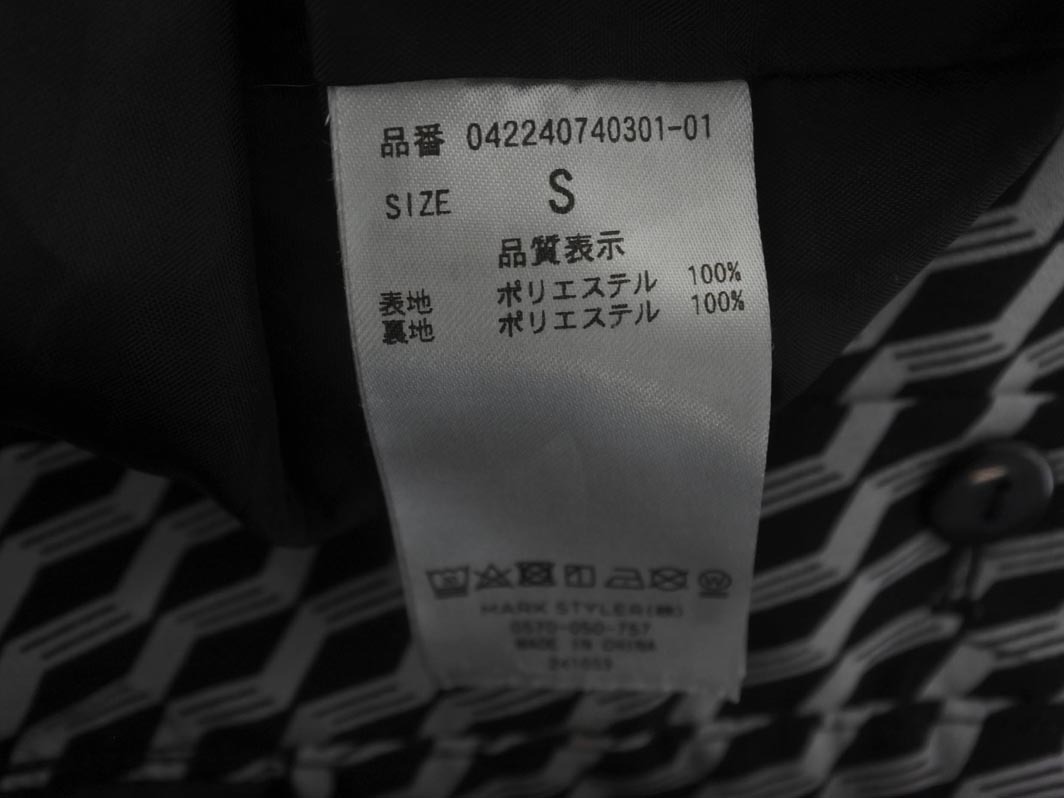 品番 042240740301-01
SIZE S
品質表示
表地 ポリエステル 100%
裏地 ポリエステル 100%
MARK STYLER(株)
0570-050-757
MADE IN CHINA